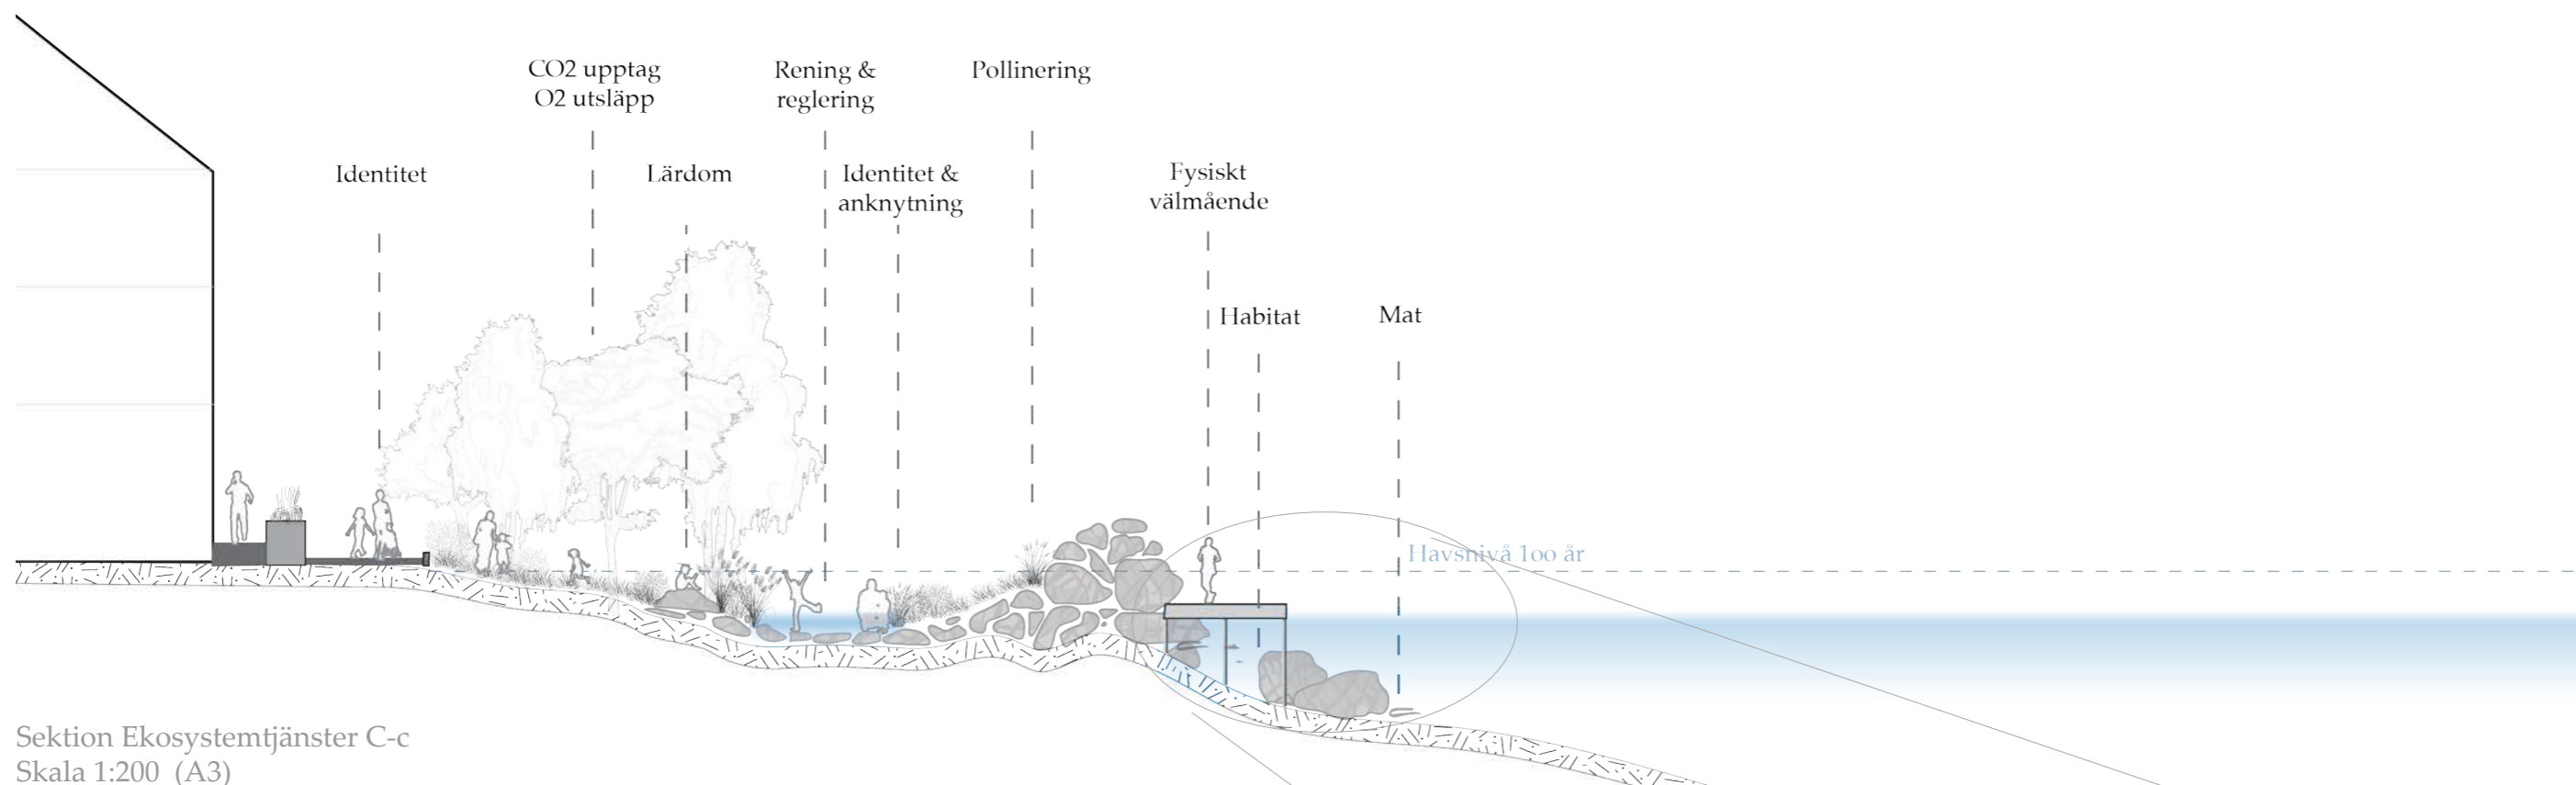 CO2 upptag
O2 utsläpp
Rening &
reglering
Pollinering
Identitet
Lärdom
Identitet &
anknytning
Fysiskt
välmående
Habitat
Mat
Havsnivå 100 år
Sektion Ekosystemtjänster C-c
Skala 1:200 (A3)